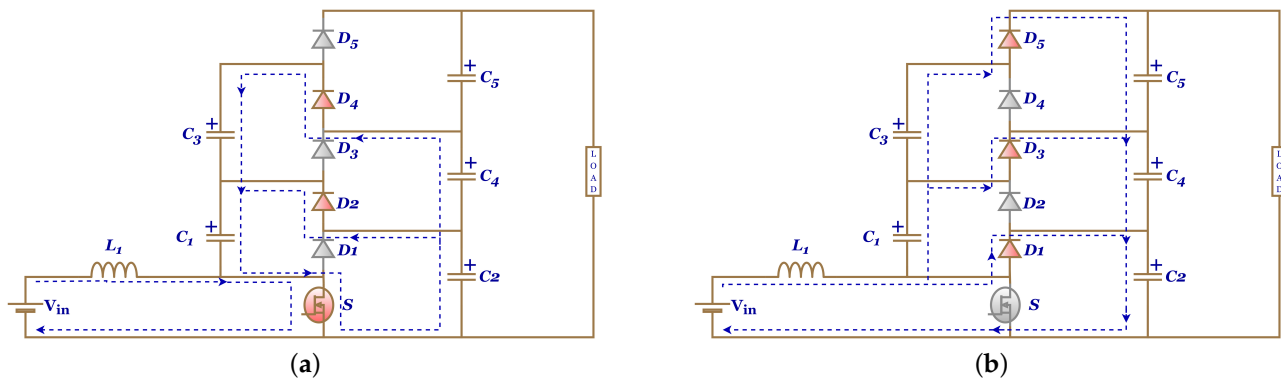 D5
+
C5
D4
+
C3
D3
+
C4
D2
+
C1
D1
L1
+
C2
Vin
S
LOAD
(a)
D5
+
C5
D4
+
C3
D3
+
C4
D2
+
C1
D1
L1
+
C2
Vin
S
LOAD
(b)